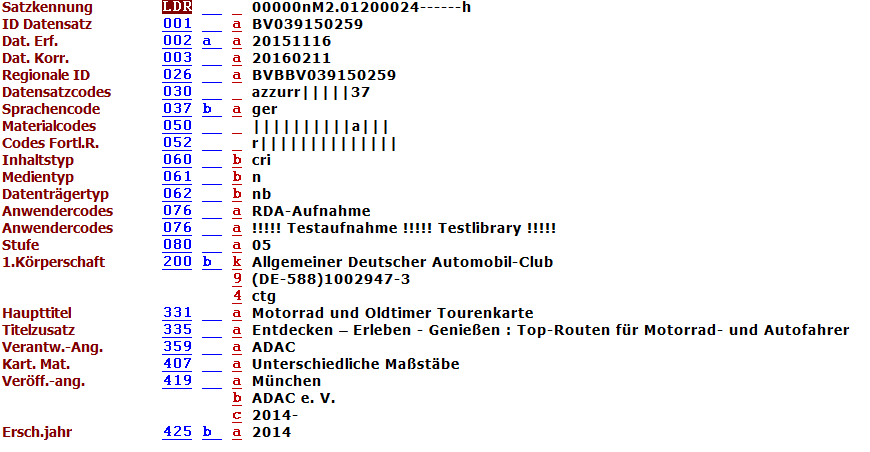 Satzkennung LDR _ 00000nM2.01200024------h
ID Datensatz 001 a BV039150259
Dat. Erf. 002 a a 20151116
Dat. Korr. 003 a 20160211
Regionale ID 026 a BVBBV039150259
Datensatzcodes 030 _ azzurr|||||37
Sprachencode 037 b a ger
Materialcodes 050 _ ||||||||||a|||
Codes Fortl.R. 052 _ r||||||||||||||
Inhaltstyp 060 b cri
Medientyp 061 b n
Datenträgertyp 062 b nb
Anwendercodes 076 a RDA-Aufnahme
Anwendercodes 076 a !!!!! Testaufnahme !!!!! Testlibrary !!!!!
Stufe 080 a 05
1.Körperschaft 200 b k Allgemeiner Deutscher Automobil-Club
9 (DE-588)1002947-3
4 ctg
Haupttitel 331 a Motorrad und Oldtimer Tourenkarte
Titelzusatz 335 a Entdecken – Erleben - Genießen : Top-Routen für Motorrad- und Autofahrer
Verantw.-Ang. 359 a ADAC
Kart. Mat. 407 a Unterschiedliche Maßstäbe
Veröff.-ang. 419 a München
b ADAC e. V.
c 2014-
Ersch.jahr 425 b a 2014